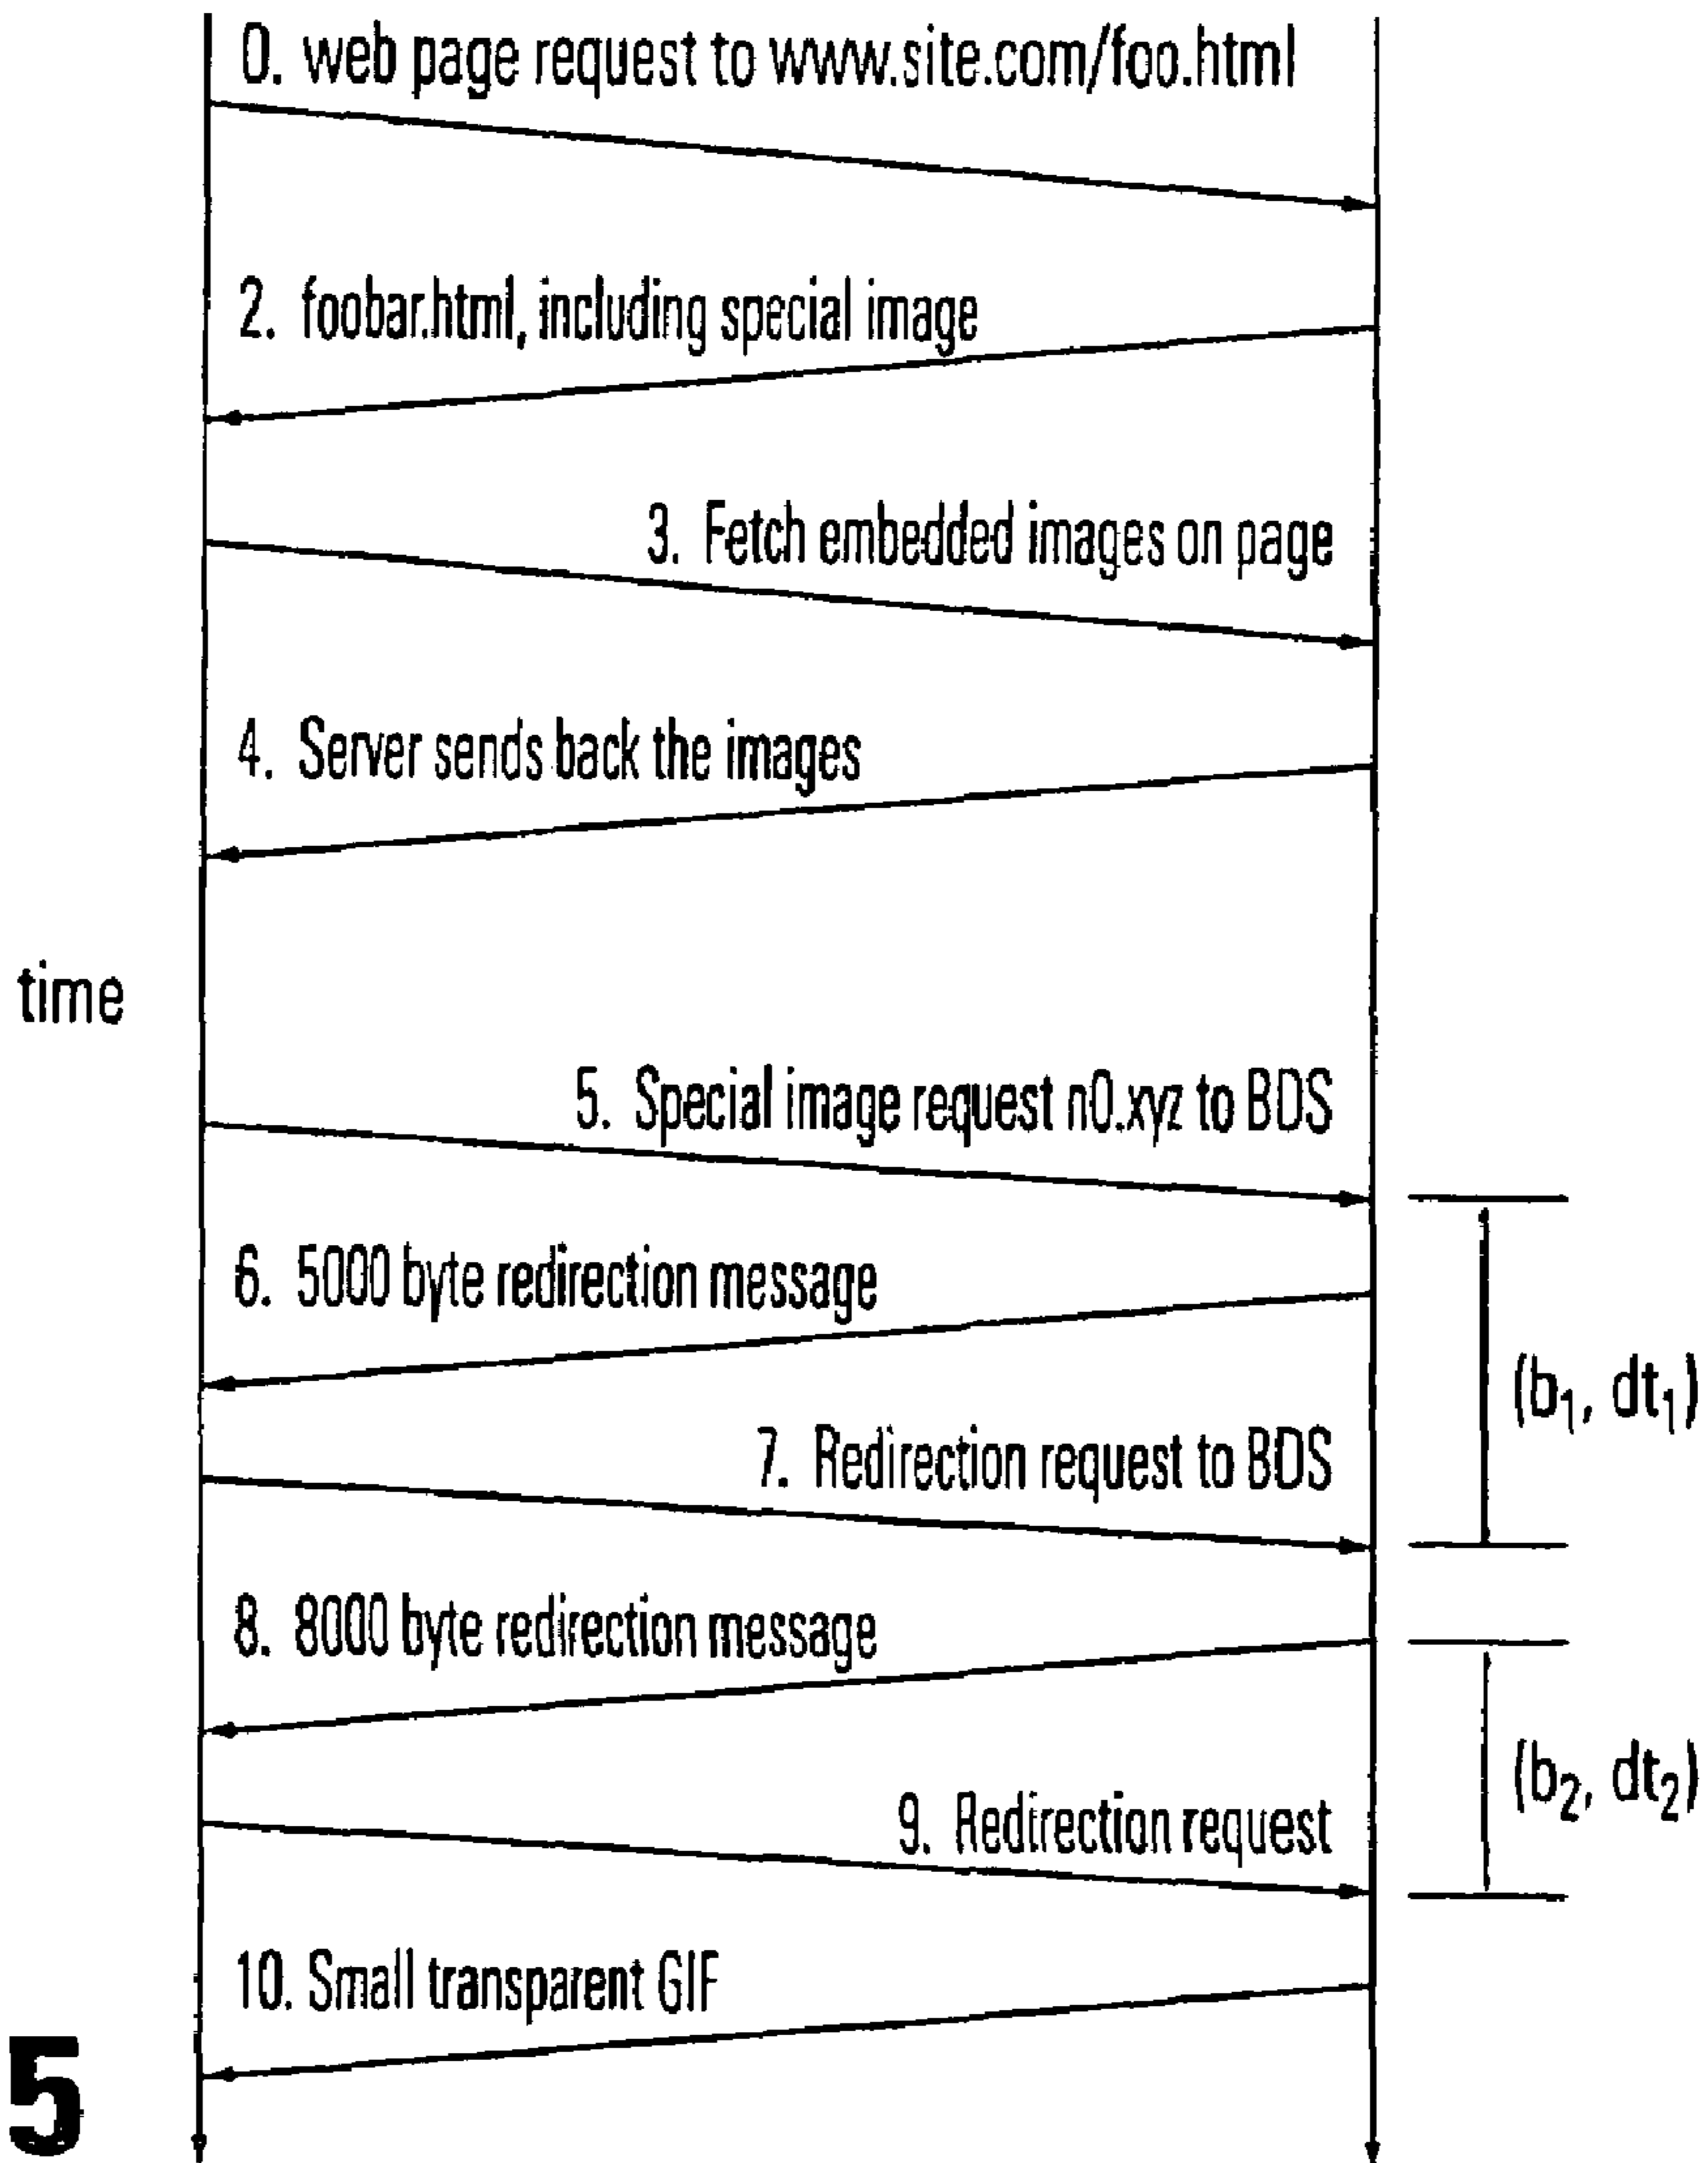 0. web page request to www.site.com/foo.html
2. foobar.html, including special image
3. Fetch embedded images on page
4. Server sends back the images
time
5. Special image request n0.xyz to BDS
6. 5000 byte redirection message
(b₁, dt₁)
7. Redirection request to BDS
8. 8000 byte redirection message
(b₂, dt₂)
9. Redirection request
10. Small transparent GIF
5